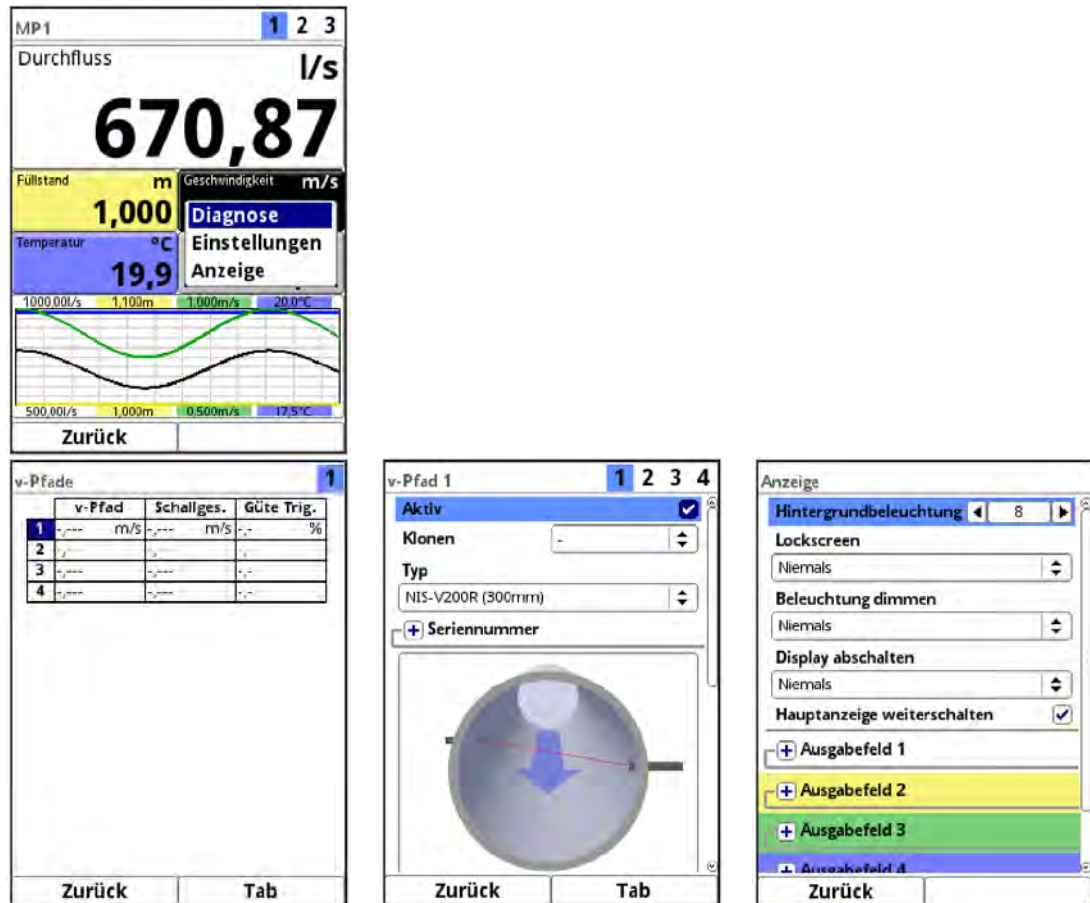 MP1 1 2 3
Durchfluss l/s
670,87
Füllstand m
1,000
Geschwindigkeit m/s
Diagnose
Einstellungen
Anzeige
Temperatur °C
19,9
1000,00l/s 1,100m 1,000m/s 20,0°C
500,00l/s 1,000m 0,500m/s 17,5°C
Zurück
v-Pfade 1
v-Pfad Schallges. Güte Trig.
1 -,--- m/s -,--- m/s -,- %
2 -,--- -,--- -,-
3 -,--- -,--- -,-
4 -,--- -,--- -,-
Zurück Tab
v-Pfad 1 1 2 3 4
Aktiv
Klonen -
Typ
NIS-V200R (300mm)
+ Seriennummer
Zurück Tab
Anzeige
Hintergrundbeleuchtung 8
Lockscreen
Niemals
Beleuchtung dimmen
Niemals
Display abschalten
Niemals
Hauptanzeige weiterschalten
+ Ausgabefeld 1
+ Ausgabefeld 2
+ Ausgabefeld 3
+ Ausgabefeld 4
Zurück